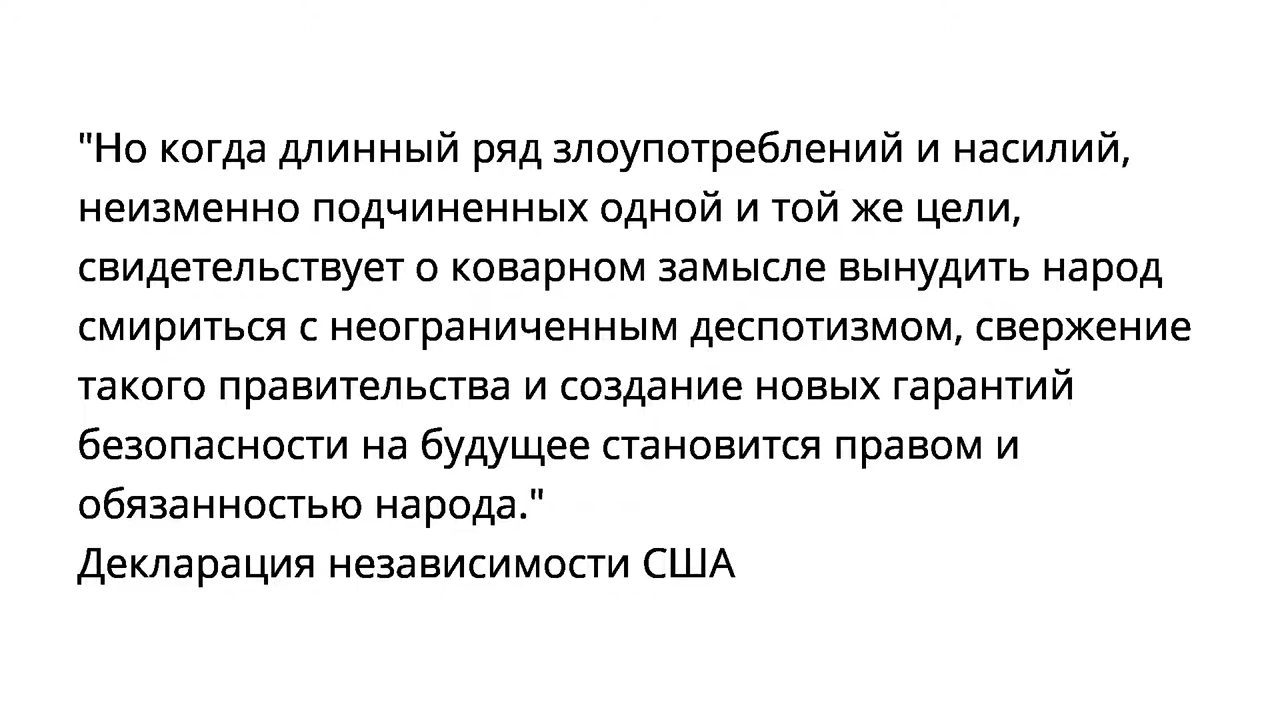 "Но когда длинный ряд злоупотреблений и насилий,
неизменно подчиненных одной и той же цели,
свидетельствует о коварном замысле вынудить народ
смириться с неограниченным деспотизмом, свержение
такого правительства и создание новых гарантий
безопасности на будущее становится правом и
обязанностью народа."
Декларация независимости США